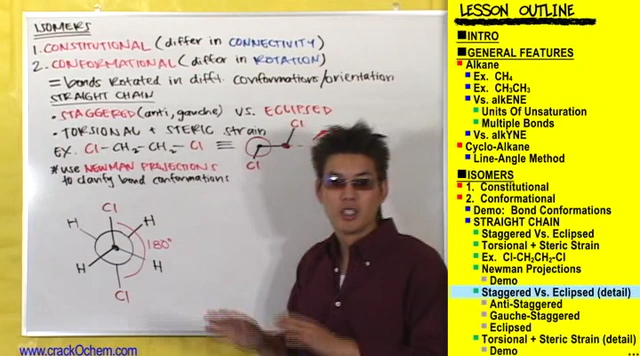 ISOMERS
1. CONSTITUTIONAL (differ in CONNECTIVITY)
2. CONFORMATIONAL (differ in ROTATION)
= bonds Rotated in diff't conformations/orientation
STRAIGHT CHAIN
• STAGGERED (anti, gauche) VS. ECLIPSED
• TORSIONAL + STERIC strain
EX. Cl-CH2-CH2-Cl ≡
Cl
Cl
* use NEWMAN PROJECTIONS
to clarify bond conformations
Cl
H H
180°
H H
Cl
www.crackOchem.com
LESSON OUTLINE
INTRO
GENERAL FEATURES
Alkane
Ex. CH4
Ex. CH3CH3
Vs. alkENE
Units Of Unsaturation
Multiple Bonds
Vs. alkYNE
Cyclo-Alkane
Line-Angle Method
ISOMERS
1. Constitutional
2. Conformational
Demo: Bond Conformations
STRAIGHT CHAIN
Staggered Vs. Eclipsed
Torsional + Steric Strain
Ex. Cl-CH2CH2-Cl
Newman Projections
Demo
Staggered Vs. Eclipsed (detail)
Anti-Staggered
Gauche-Staggered
Eclipsed
Torsional + Steric Strain (detail)
Demo
...